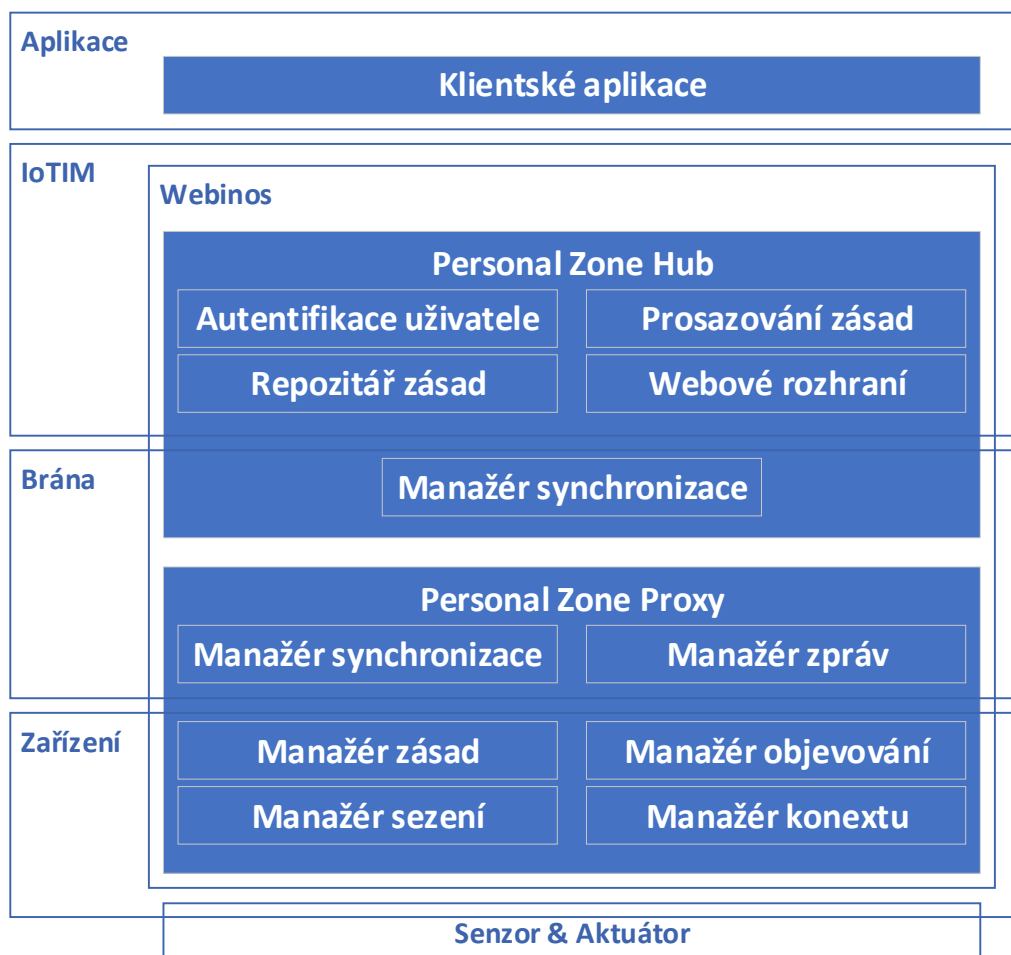 Aplikace
Klientské aplikace
IoTIM
Webinos
Personal Zone Hub
Autentifikace uživatele
Prosazování zásad
Repozitář zásad
Webové rozhraní
Brána
Manažér synchronizace
Personal Zone Proxy
Manažér synchronizace
Manažér zpráv
Zařízení
Manažér zásad
Manažér objevování
Manažér sezení
Manažér konextu
Senzor & Aktuátor